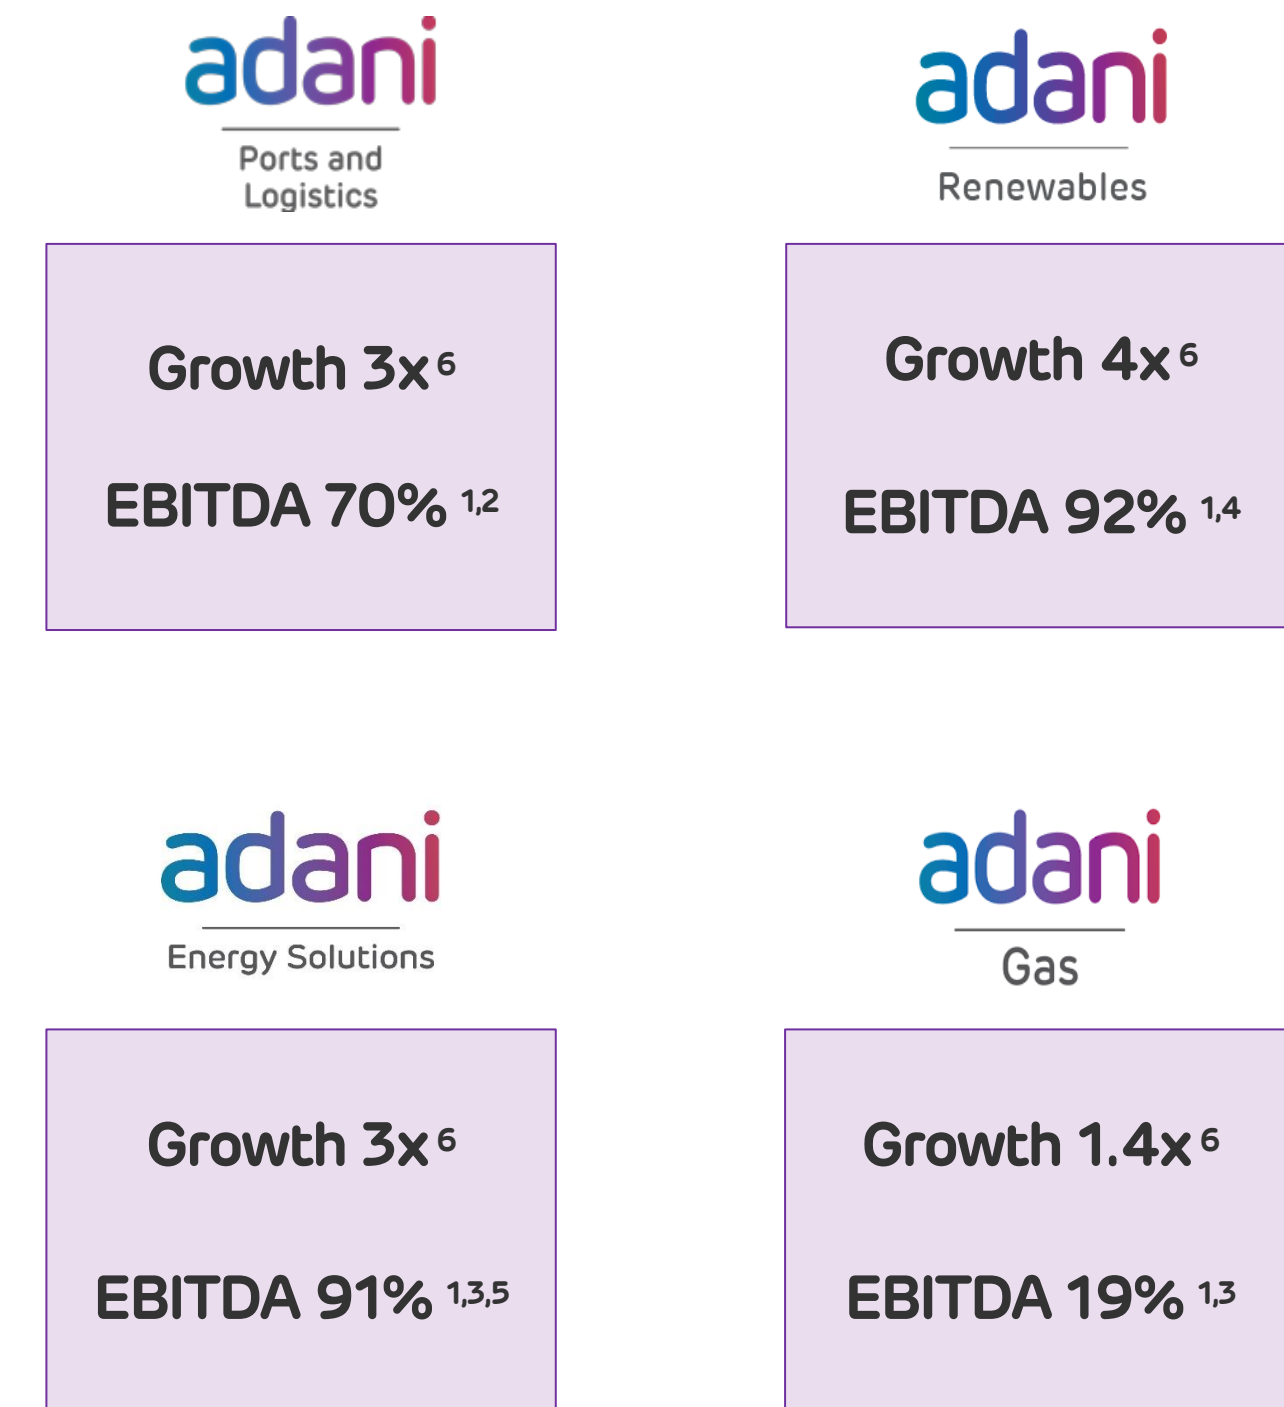 adani
Ports and
Logistics
Growth 3x 6
EBITDA 70% 1,2
adani
Renewables
Growth 4x 6
EBITDA 92% 1,4
adani
Energy Solutions
Growth 3x 6
EBITDA 91% 1,3,5
adani
Gas
Growth 1.4x 6
EBITDA 19% 1,3